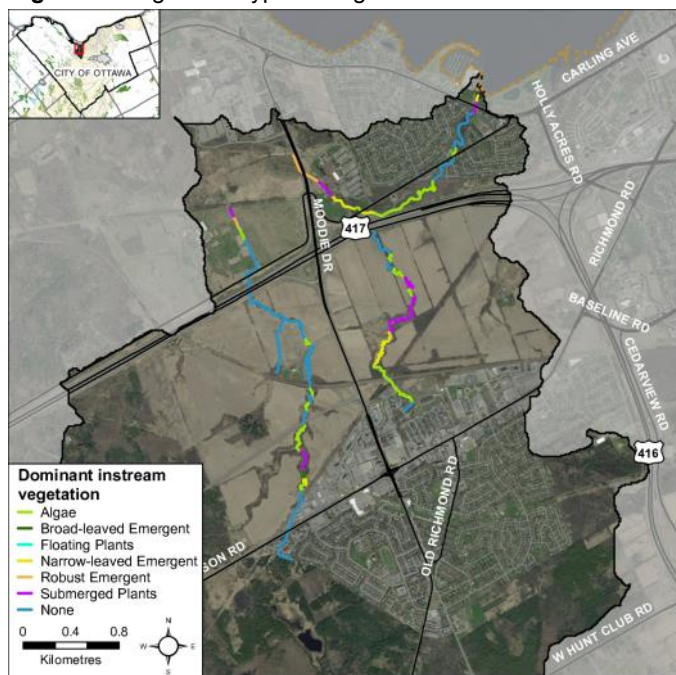 CITY OF OTTAWA
CARLING AVE
HOLLY ACRES RD
RICHMOND RD
MOODIE DR
417
BASELINE RD
CEDARVIEW RD
416
OLD RICHMOND RD
SON RD
W HUNT CLUB RD
Dominant instream
vegetation
Algae
Broad-leaved Emergent
Floating Plants
Narrow-leaved Emergent
Robust Emergent
Submerged Plants
None
0 0.4 0.8
Kilometres
N
W E
S